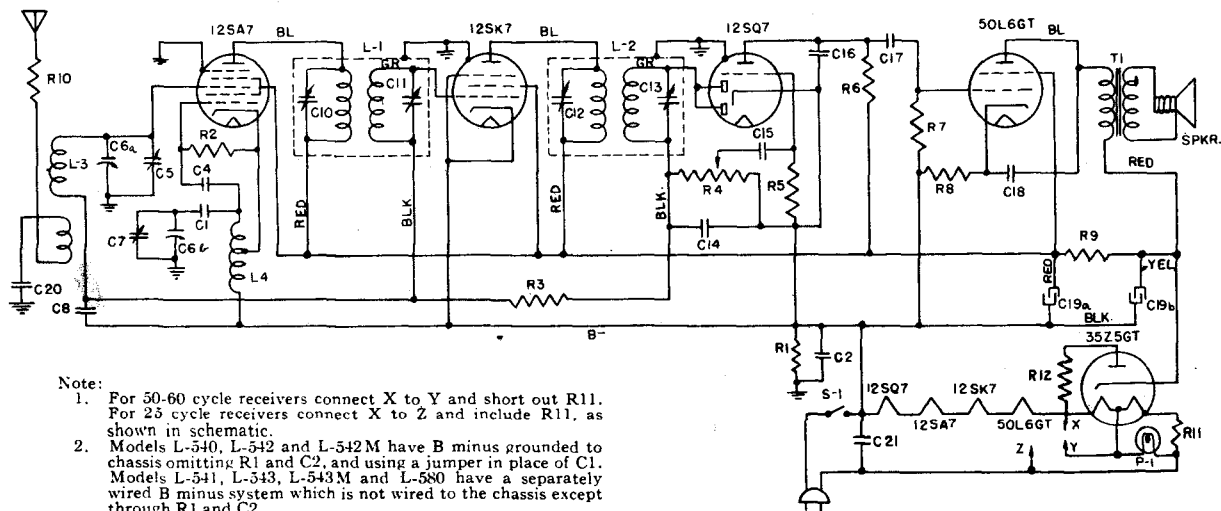 12SA7
12SK7
12SQ7
50L6GT
BL
L-1
BL
L-2
BL
T1
R10
GR
GR
C16
C17
C10
C11
C12
C13
R6
R2
C15
R7
SPKR.
L-3
C6a
C5
C4
R4
R5
R8
C18
RED
RED
BLK
RED
BLK.
C1
C7
C6b
C14
L4
R9
RED
YEL
C20
C8
R3
C19a
C19b
BLK.
B-
35Z5GT
R1
C2
R12
S-1
12SQ7
12SK7
12SA7
50L6GT
X
R11
C21
Z
Y
P-1
Note:
1. For 50-60 cycle receivers connect X to Y and short out R11.
For 25 cycle receivers connect X to Z and include R11, as
shown in schematic.
2. Models L-540, L-542 and L-542M have B minus grounded to
chassis omitting R1 and C2, and using a jumper in place of C1.
Models L-541, L-543, L-543M and L-580 have a separately
wired B minus system which is not wired to the chassis except
through R1 and C2.